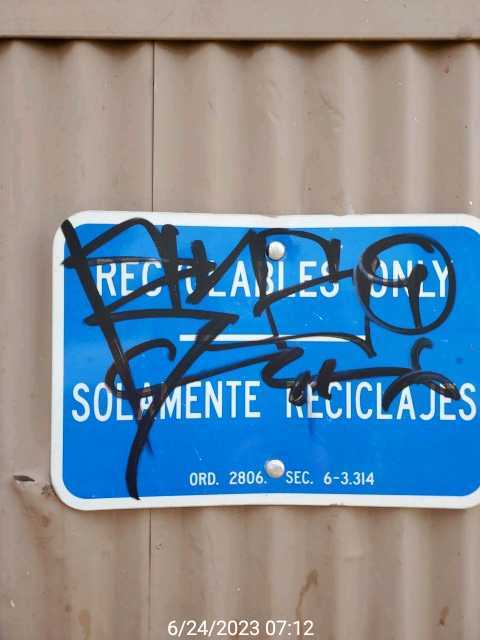 RECYCLABLES ONLY
SOLAMENTE RECICLAJES
ORD. 2806. SEC. 6-3.314
6/24/2023 07:12